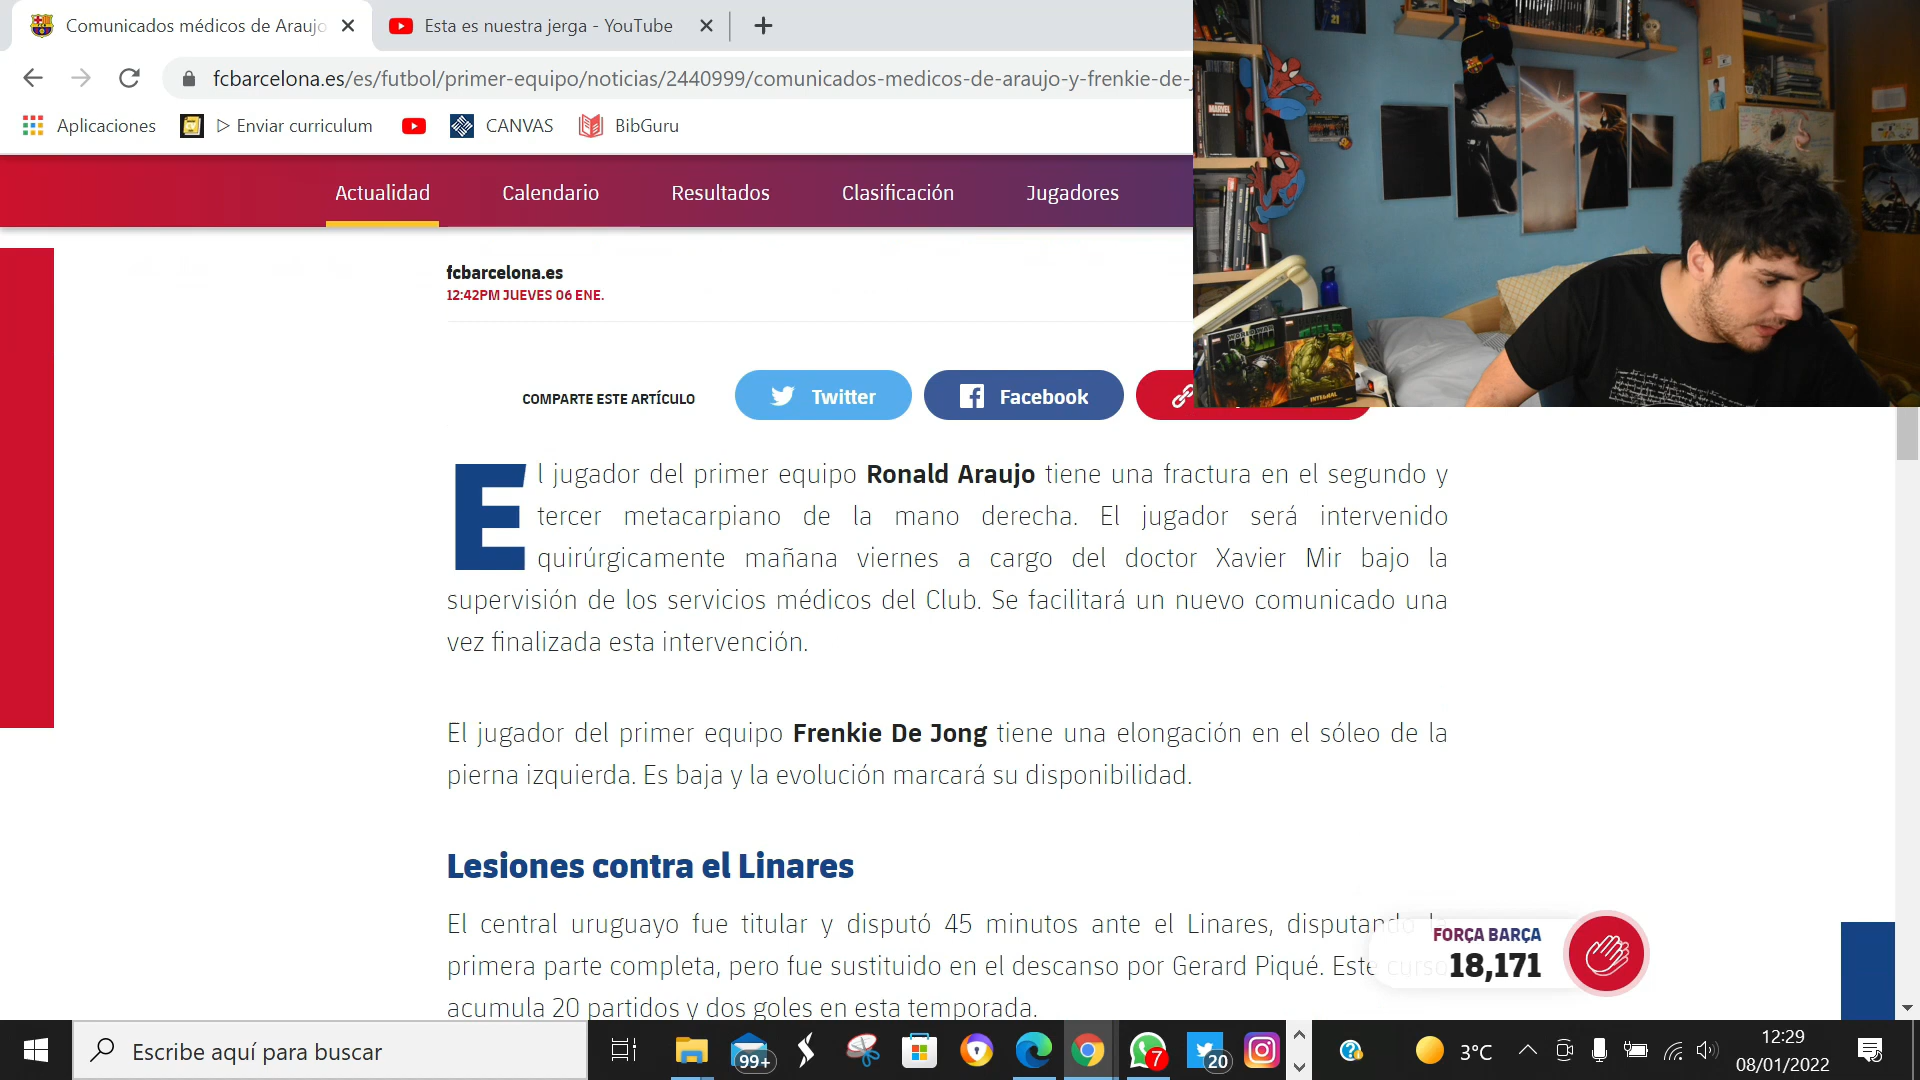 Comunicados médicos de Araujo
Esta es nuestra jerga - YouTube
fcbarcelona.es/es/futbol/primer-equipo/noticias/2440999/comunicados-medicos-de-araujo-y-frenkie-de-j
Aplicaciones
▷ Enviar curriculum
CANVAS
BibGuru
Actualidad
Calendario
Resultados
Clasificación
Jugadores
fcbarcelona.es
12:42PM JUEVES 06 ENE.
COMPARTE ESTE ARTÍCULO
Twitter
Facebook
El jugador del primer equipo Ronald Araujo tiene una fractura en el segundo y
tercer metacarpiano de la mano derecha. El jugador será intervenido
quirúrgicamente mañana viernes a cargo del doctor Xavier Mir bajo la
supervisión de los servicios médicos del Club. Se facilitará un nuevo comunicado una
vez finalizada esta intervención.
El jugador del primer equipo Frenkie De Jong tiene una elongación en el sóleo de la
pierna izquierda. Es baja y la evolución marcará su disponibilidad.
Lesiones contra el Linares
El central uruguayo fue titular y disputó 45 minutos ante el Linares, disputando la
primera parte completa, pero fue sustituido en el descanso por Gerard Piqué. Este curso
acumula 20 partidos y dos goles en esta temporada.
FORÇA BARÇA
18,171
MARVEL
21
INTEGRAL
Escribe aquí para buscar
99+
7
20
3°C
12:29
08/01/2022